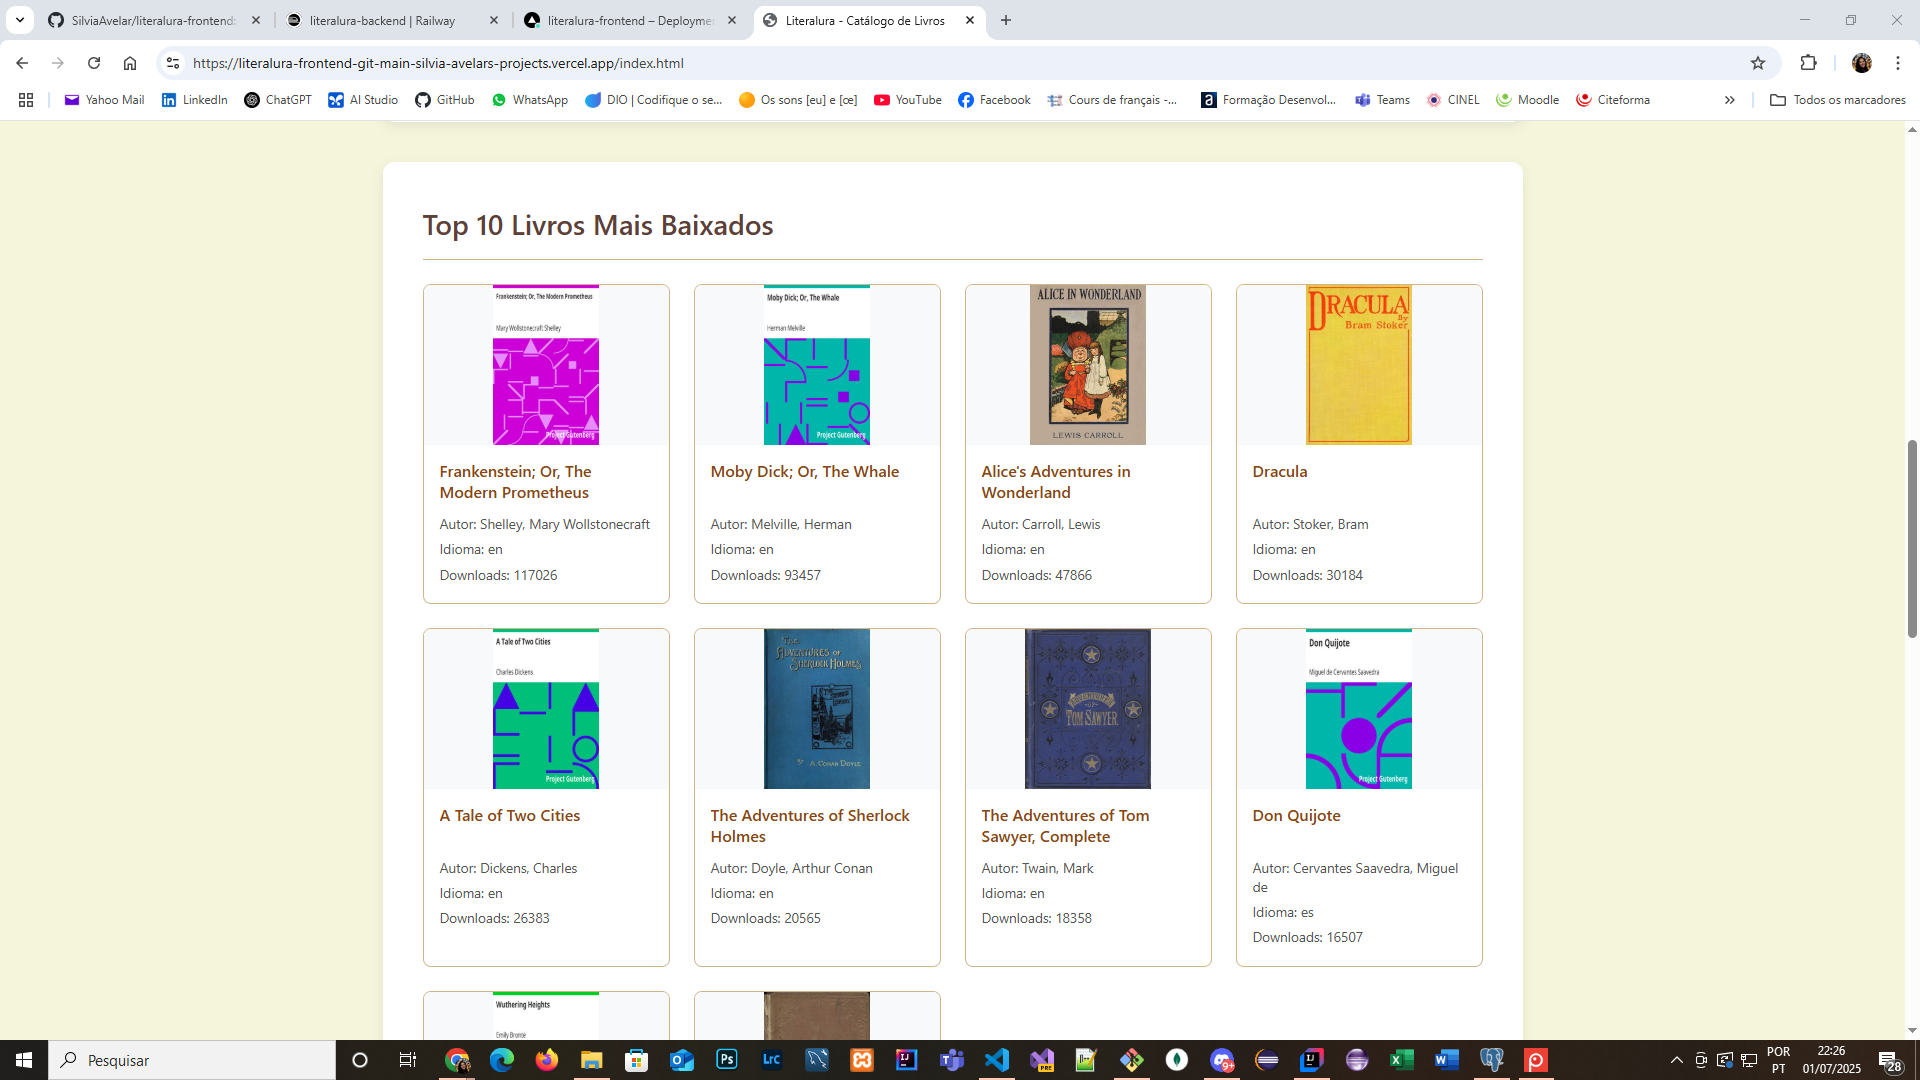 SilviaAvelar/literalura-frontend:
literalura-backend | Railway
literalura-frontend – Deployme
Literalura - Catálogo de Livros
https://literalura-frontend-git-main-silvia-avelars-projects.vercel.app/index.html
Yahoo Mail
LinkedIn
ChatGPT
AI Studio
GitHub
WhatsApp
DIO | Codifique o se...
Os sons [eu] e [œ]
YouTube
Facebook
Cours de français -...
Formação Desenvol...
Teams
CINEL
Moodle
Citeforma
Todos os marcadores
Top 10 Livros Mais Baixados
Frankenstein; Or, The Modern Prometheus
Mary Wollstonecraft Shelley
Project Gutenberg
Frankenstein; Or, The
Modern Prometheus
Autor: Shelley, Mary Wollstonecraft
Idioma: en
Downloads: 117026
Moby Dick; Or, The Whale
Herman Melville
Project Gutenberg
Moby Dick; Or, The Whale
Autor: Melville, Herman
Idioma: en
Downloads: 93457
ALICE IN WONDERLAND
LEWIS CARROLL
Alice's Adventures in
Wonderland
Autor: Carroll, Lewis
Idioma: en
Downloads: 47866
DRACULA
By
Bram Stoker
Dracula
Autor: Stoker, Bram
Idioma: en
Downloads: 30184
A Tale of Two Cities
Charles Dickens
Project Gutenberg
A Tale of Two Cities
Autor: Dickens, Charles
Idioma: en
Downloads: 26383
The
ADVENTURES OF
SHERLOCK HOLMES
By A. CONAN DOYLE
The Adventures of Sherlock
Holmes
Autor: Doyle, Arthur Conan
Idioma: en
Downloads: 20565
ADVENTURES
OF
TOM SAWYER
The Adventures of Tom
Sawyer, Complete
Autor: Twain, Mark
Idioma: en
Downloads: 18358
Don Quijote
Miguel de Cervantes Saavedra
Project Gutenberg
Don Quijote
Autor: Cervantes Saavedra, Miguel
de
Idioma: es
Downloads: 16507
Wuthering Heights
Emily Brontë
Pesquisar
Ps
Lrc
PRE
9+
POR
PT
22:26
01/07/2025
28